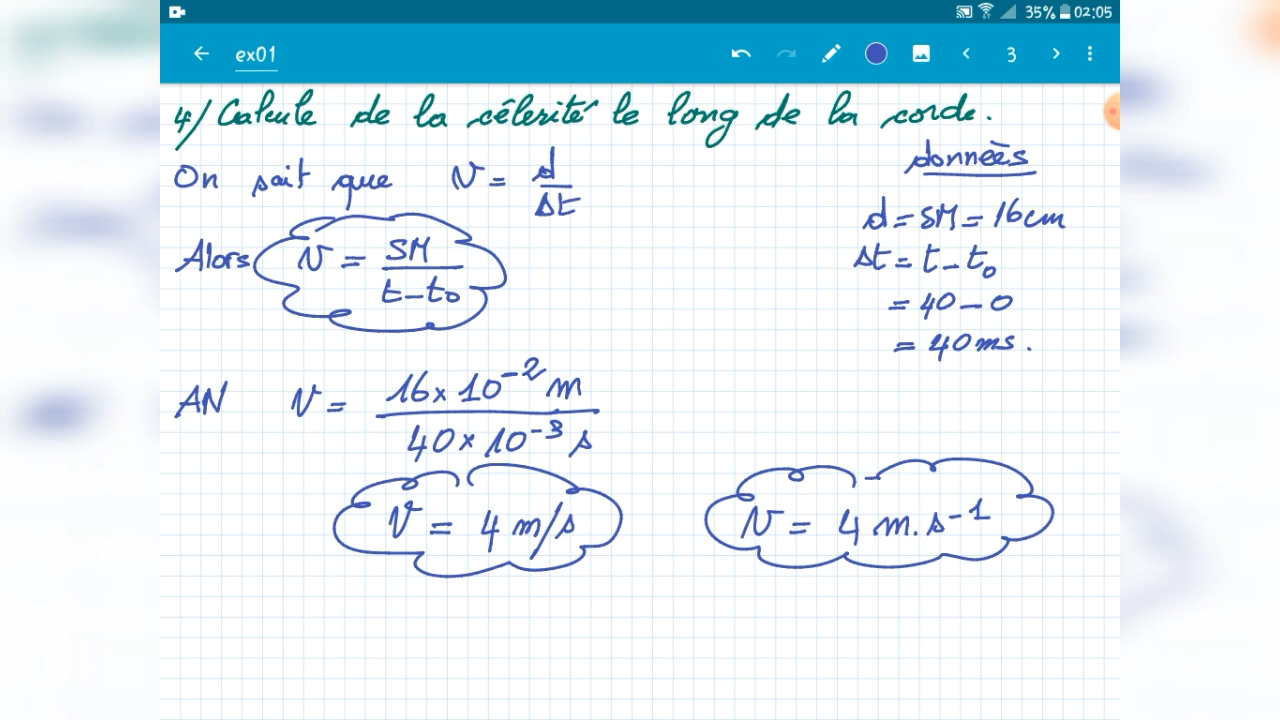 35% 02:05
ex01 3
4/ Calcule de la célerité le long de la corde.
On sait que V = d/Δt
Alors V = SM/t-t₀
données
d = SM = 16cm
Δt = t - t₀
= 40 - 0
= 40ms.
AN V = 16×10⁻² m/40×10⁻³ s
V = 4 m/s
V = 4 m.s⁻¹